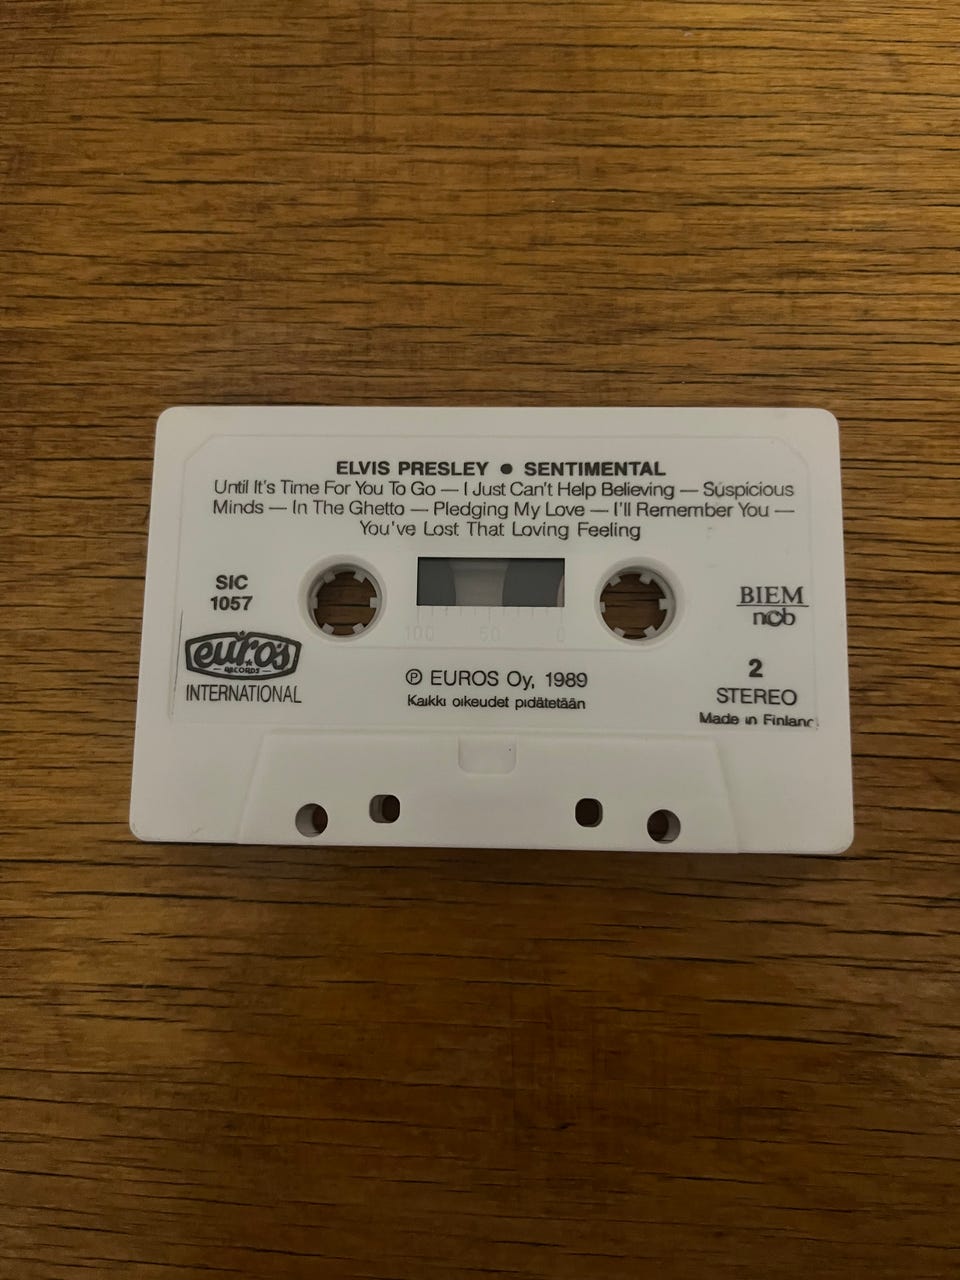 ELVIS PRESLEY ● SENTIMENTAL
Until It's Time For You To Go — I Just Can't Help Believing — Suspicious
Minds — In The Ghetto — Pledging My Love — I'll Remember You —
You've Lost That Loving Feeling
SIC
1057
euros
RECORDS
INTERNATIONAL
100 50 0
℗ EUROS Oy, 1989
Kaikki oikeudet pidätetään
BIEM
ncb
2
STEREO
Made in Finland